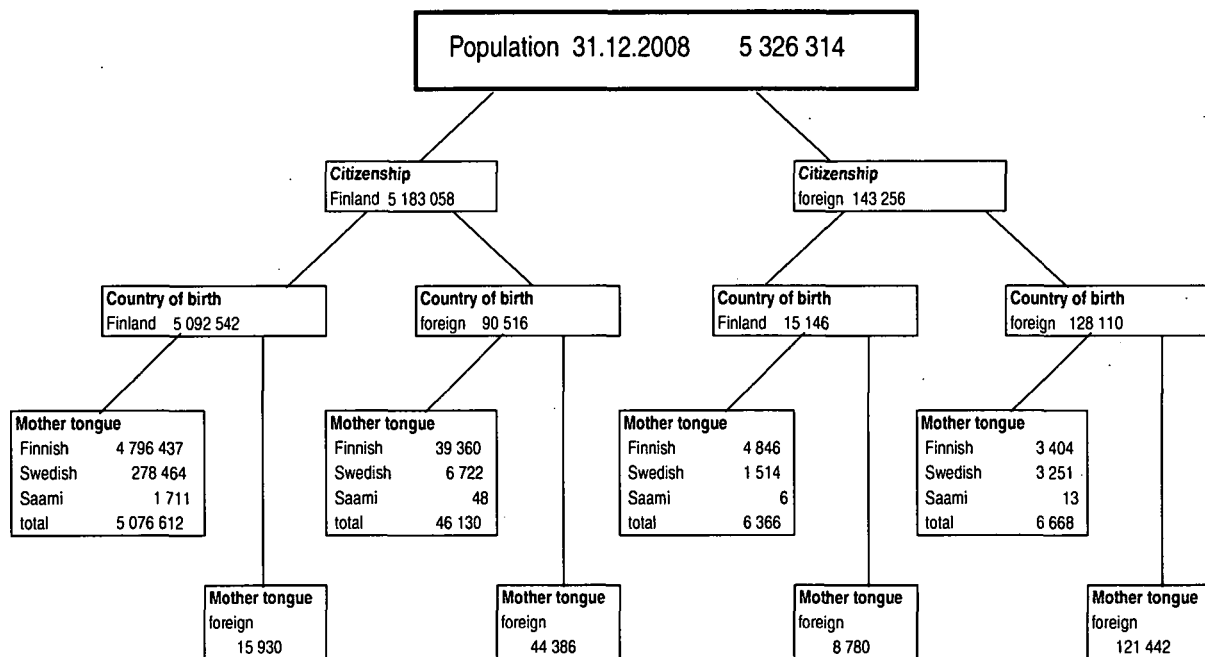 Population 31.12.2008 5 326 314
Citizenship
Finland 5 183 058
Citizenship
foreign 143 256
Country of birth
Finland 5 092 542
Country of birth
foreign 90 516
Country of birth
Finland 15 146
Country of birth
foreign 128 110
Mother tongue
Finnish 4 796 437
Swedish 278 464
Saami 1 711
total 5 076 612
Mother tongue
Finnish 39 360
Swedish 6 722
Saami 48
total 46 130
Mother tongue
Finnish 4 846
Swedish 1 514
Saami 6
total 6 366
Mother tongue
Finnish 3 404
Swedish 3 251
Saami 13
total 6 668
Mother tongue
foreign
15 930
Mother tongue
foreign
44 386
Mother tongue
foreign
8 780
Mother tongue
foreign
121 442